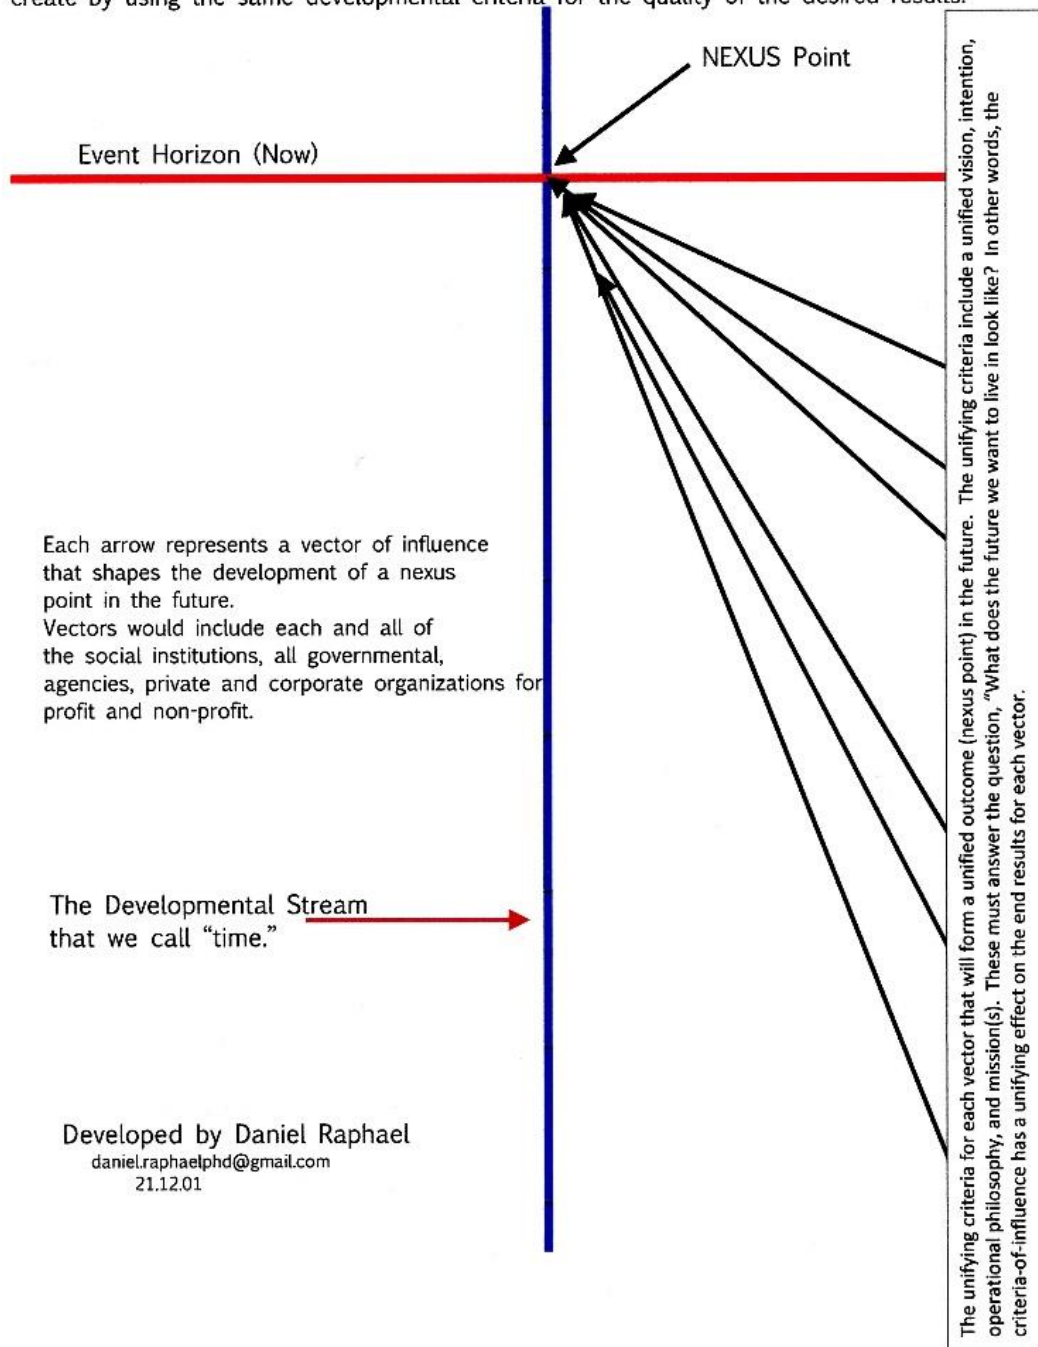 create by using the same developmental criteria for the quality of the desired results.
NEXUS Point
Event Horizon (Now)
Each arrow represents a vector of influence
that shapes the development of a nexus
point in the future.
Vectors would include each and all of
the social institutions, all governmental,
agencies, private and corporate organizations for
profit and non-profit.
The Developmental Stream
that we call “time.”
Developed by Daniel Raphael
daniel.raphaelphd@gmail.com
21.12.01
The unifying criteria for each vector that will form a unified outcome (nexus point) in the future. The unifying criteria include a unified vision, intention,
operational philosophy, and mission(s). These must answer the question, “What does the future we want to live in look like? In other words, the
criteria-of-influence has a unifying effect on the end results for each vector.